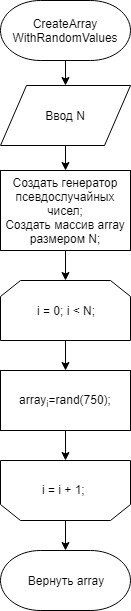 CreateArray
WithRandomValues
Ввод N
Создать генератор
псевдослучайных
чисел;
Создать массив array
размером N;
i = 0; i < N;
arrayi=rand(750);
i = i + 1;
Вернуть array